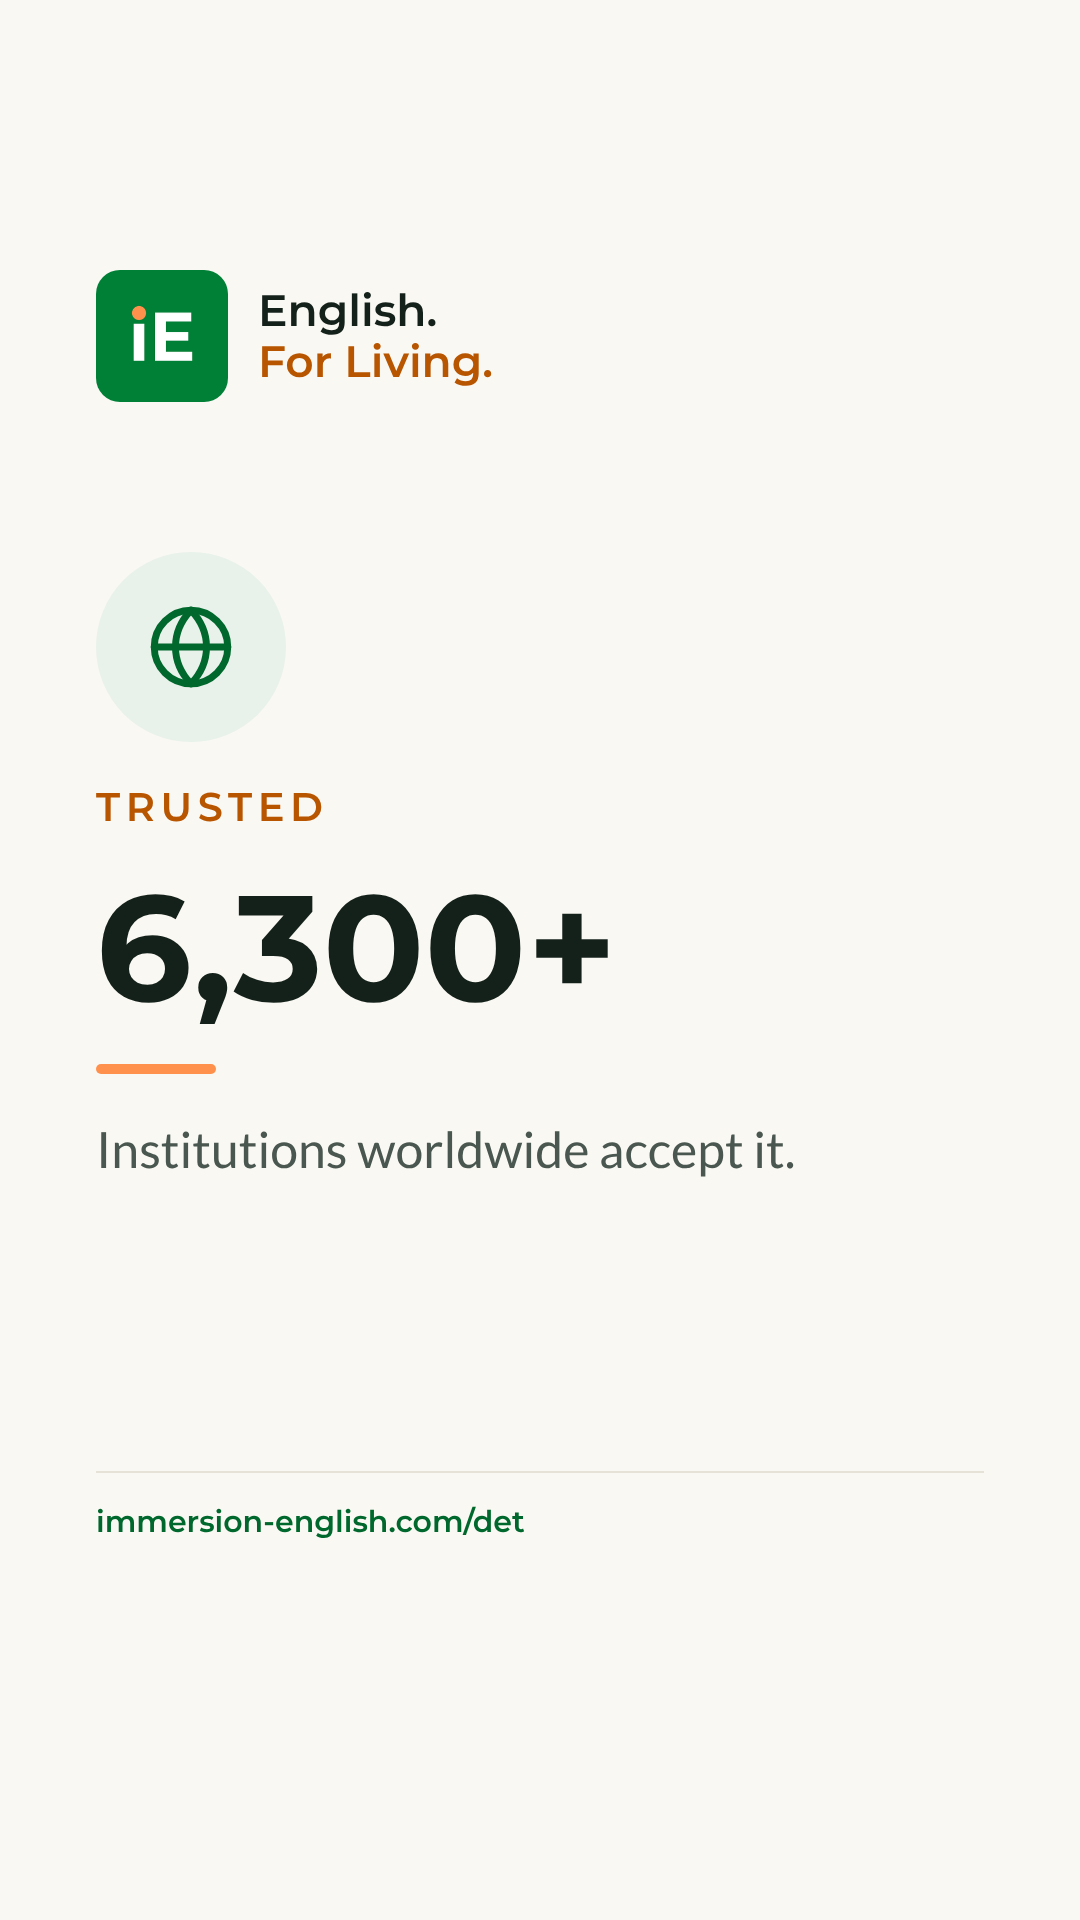 iE
English.
For Living.
TRUSTED
6,300+
Institutions worldwide accept it.
immersion-english.com/det